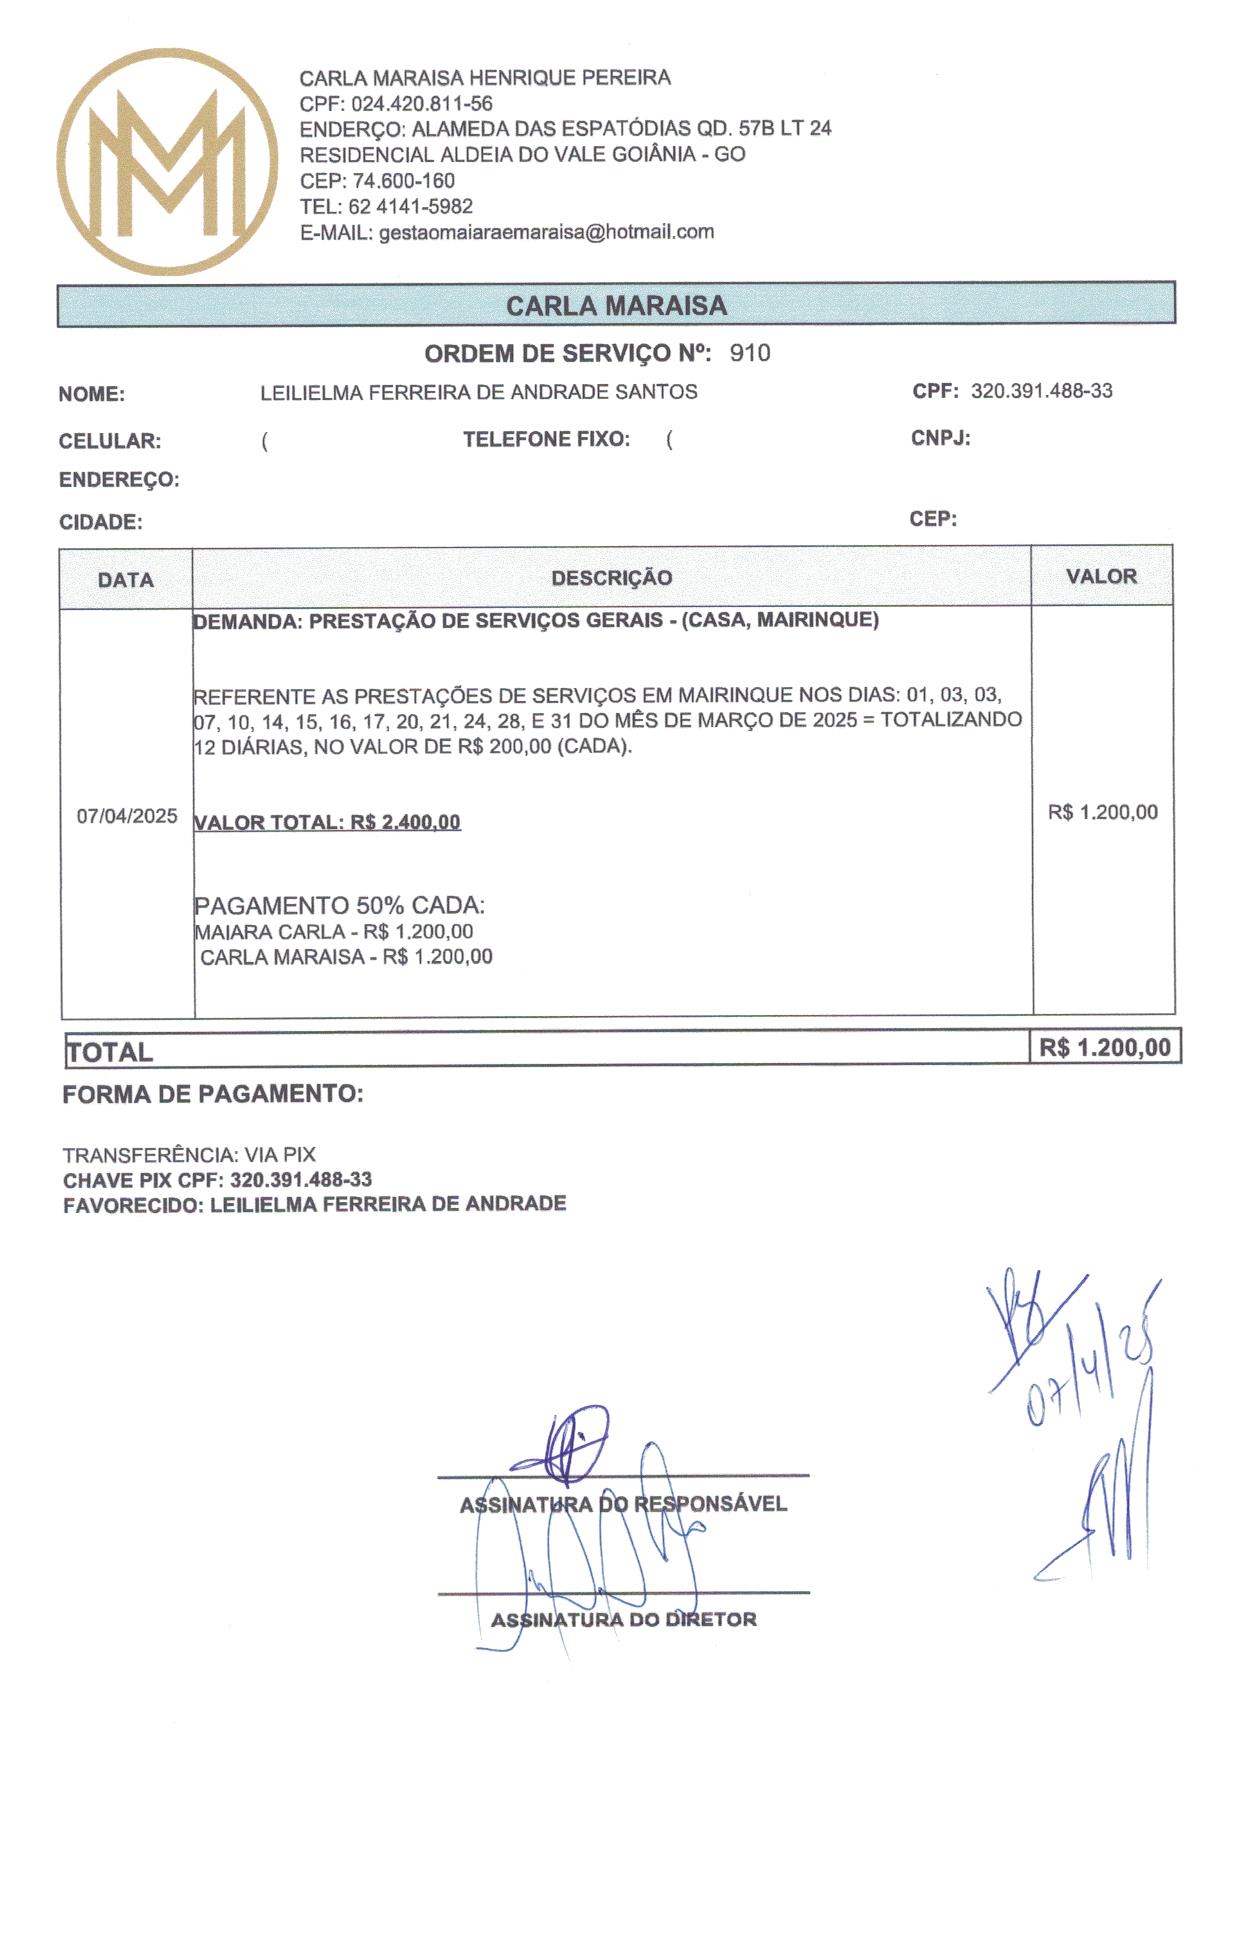 CARLA MARAISA HENRIQUE PEREIRA
CPF: 024.420.811-56
ENDERÇO: ALAMEDA DAS ESPATÓDIAS QD. 57B LT 24
RESIDENCIAL ALDEIA DO VALE GOIÂNIA - GO
CEP: 74.600-160
TEL: 62 4141-5982
E-MAIL: gestaomaiaraemaraisa@hotmail.com
CARLA MARAISA
ORDEM DE SERVIÇO Nº: 910
NOME: LEILIELMA FERREIRA DE ANDRADE SANTOS CPF: 320.391.488-33
CELULAR: ( TELEFONE FIXO: ( CNPJ:
ENDEREÇO:
CIDADE: CEP:
DATA DESCRIÇÃO VALOR
DEMANDA: PRESTAÇÃO DE SERVIÇOS GERAIS - (CASA, MAIRINQUE)
REFERENTE AS PRESTAÇÕES DE SERVIÇOS EM MAIRINQUE NOS DIAS: 01, 03, 03,
07, 10, 14, 15, 16, 17, 20, 21, 24, 28, E 31 DO MÊS DE MARÇO DE 2025 = TOTALIZANDO
12 DIÁRIAS, NO VALOR DE R$ 200,00 (CADA).
07/04/2025 VALOR TOTAL: R$ 2.400,00 R$ 1.200,00
PAGAMENTO 50% CADA:
MAIARA CARLA - R$ 1.200,00
CARLA MARAISA - R$ 1.200,00
TOTAL R$ 1.200,00
FORMA DE PAGAMENTO:
TRANSFERÊNCIA: VIA PIX
CHAVE PIX CPF: 320.391.488-33
FAVORECIDO: LEILIELMA FERREIRA DE ANDRADE
07/4/25
ASSINATURA DO RESPONSÁVEL
ASSINATURA DO DIRETOR